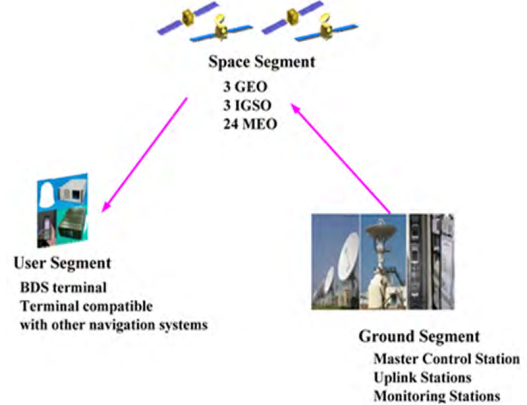 Space Segment
3 GEO
3 IGSO
24 MEO
User Segment
BDS terminal
Terminal compatible
with other navigation systems
Ground Segment
Master Control Station
Uplink Stations
Monitoring Stations